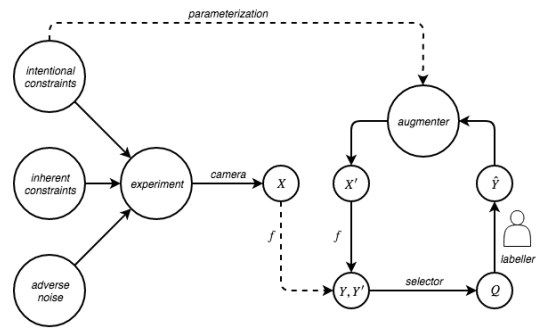 parameterization
intentional
constraints
augmenter
inherent
constraints
experiment
camera
X
X′
Ŷ
f
f
labeller
adverse
noise
Y, Y′
selector
Q